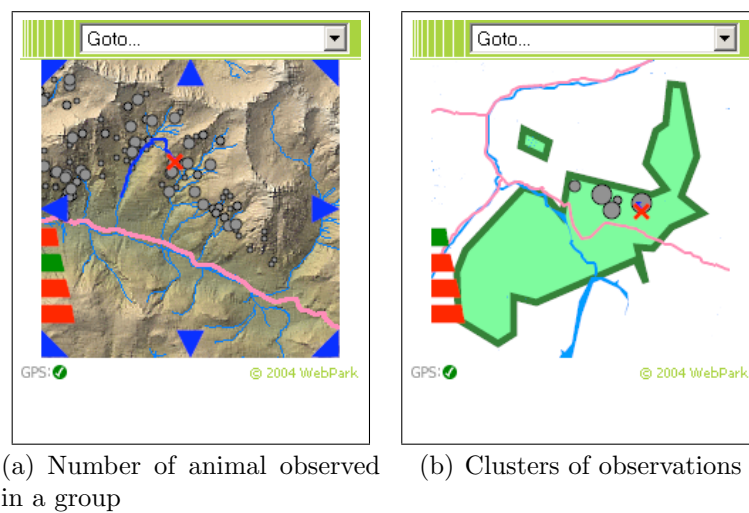 Goto...
GPS:
© 2004 WebPark
(a) Number of animal observed
in a group
Goto...
GPS:
© 2004 WebPark
(b) Clusters of observations